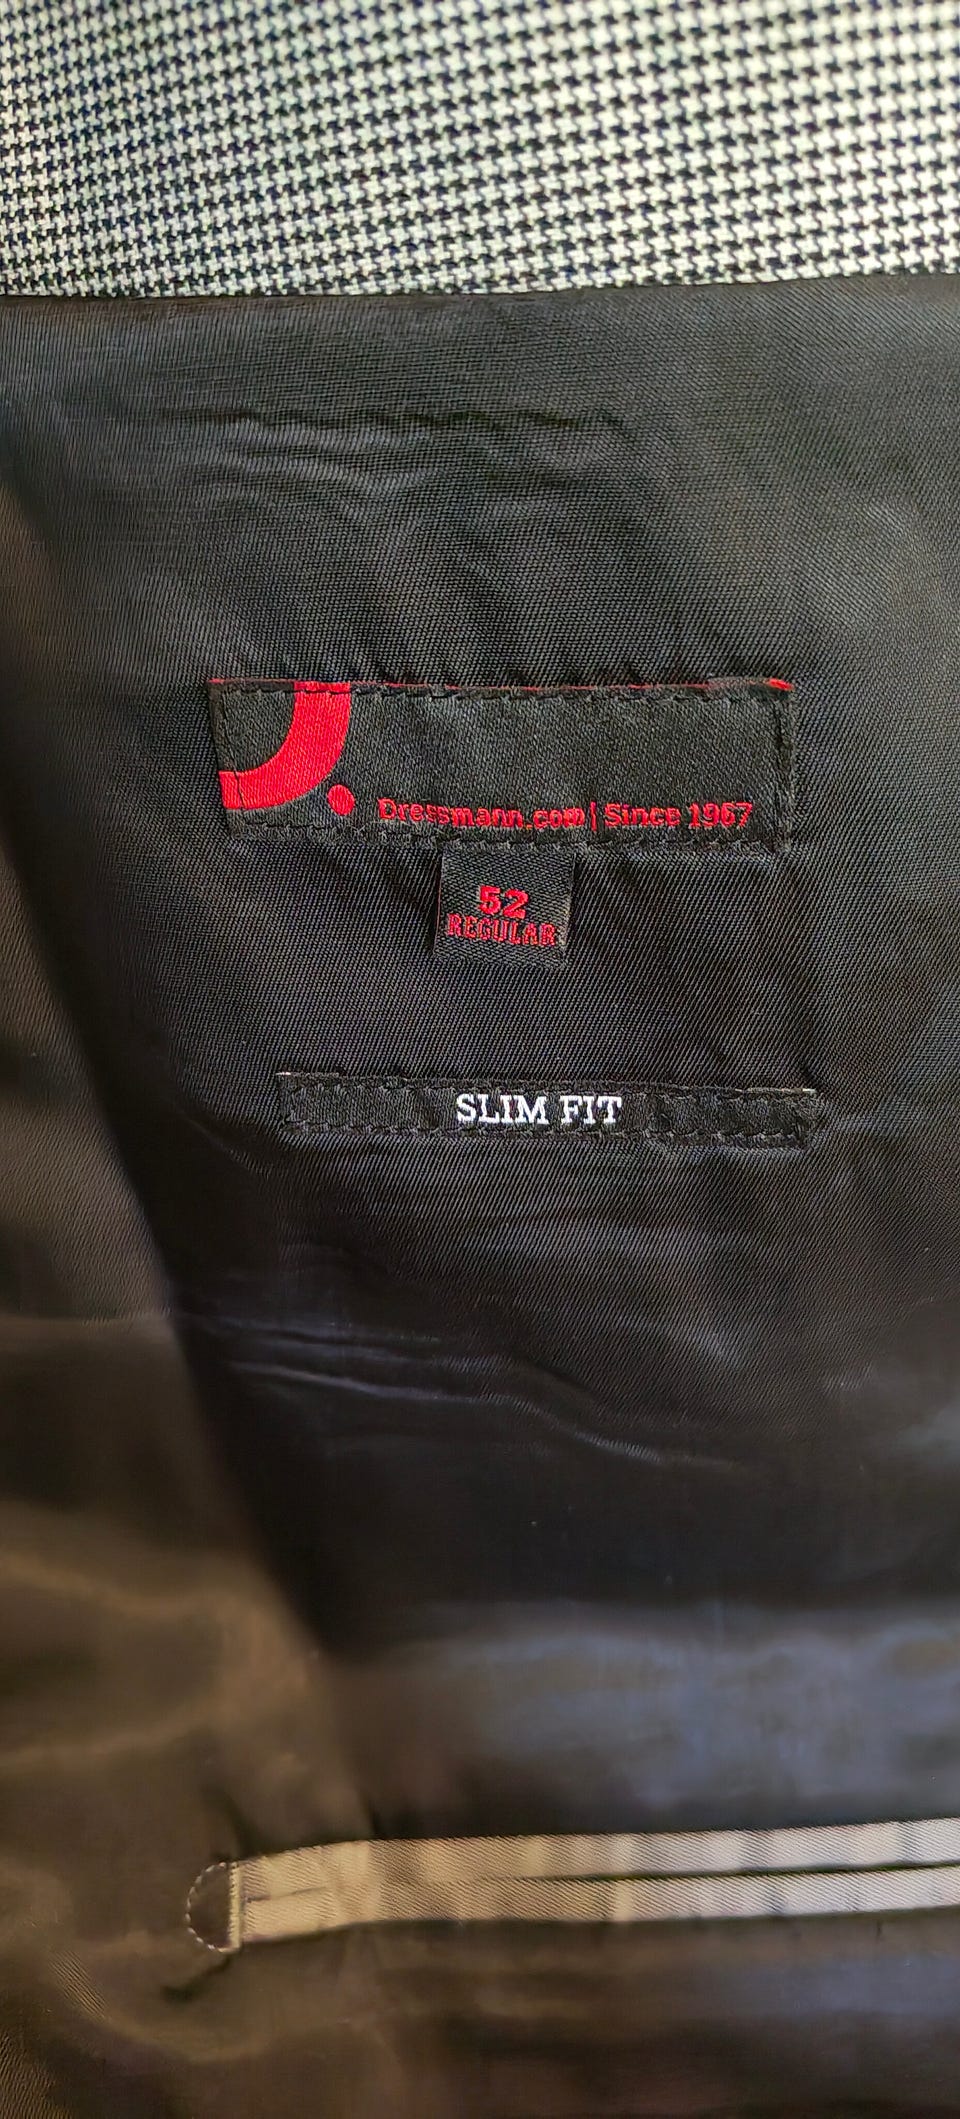 Dressmann.com | Since 1967
52
REGULAR
SLIM FIT